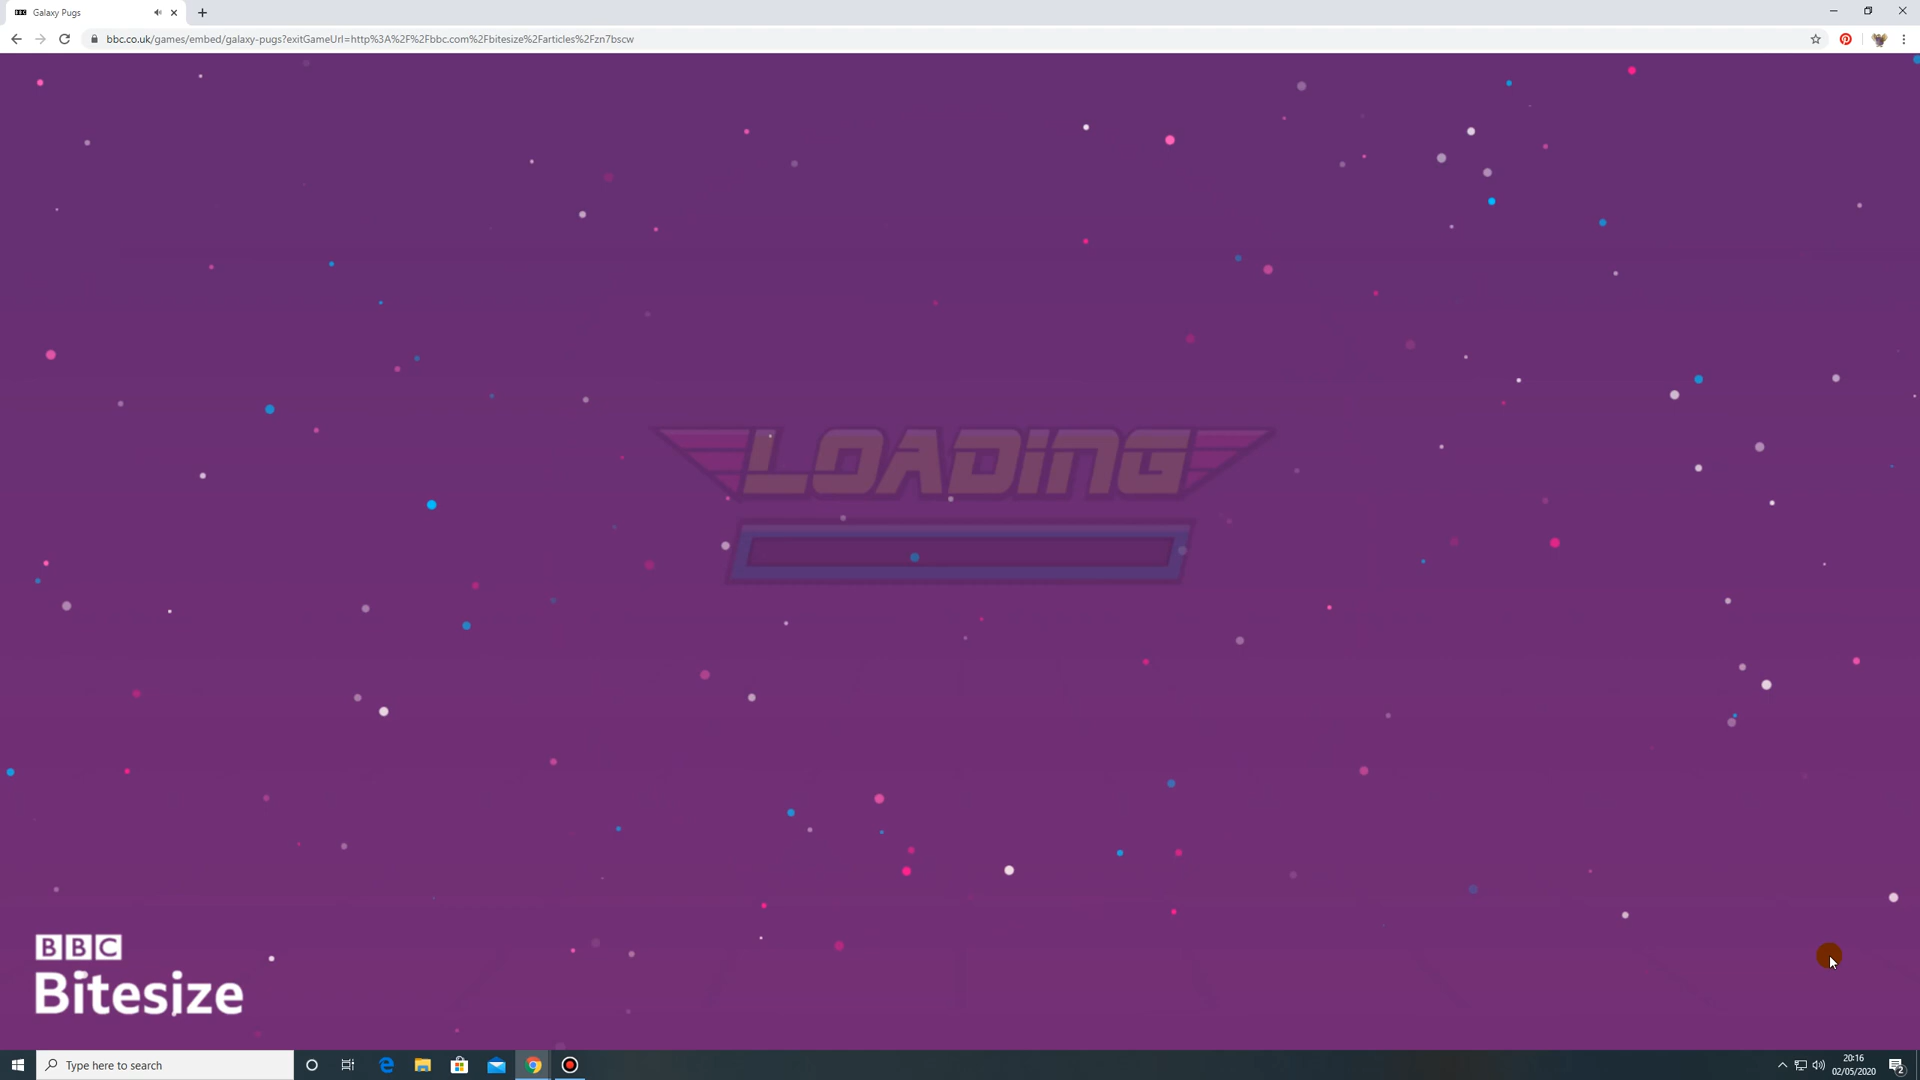 Galaxy Pugs
bbc.co.uk/games/embed/galaxy-pugs?exitGameUrl=http%3A%2F%2Fbbc.com%2Fbitesize%2Farticles%2Fzn7bscw
LOADING
BBC
Bitesize
Type here to search
20:16
02/05/2020
2